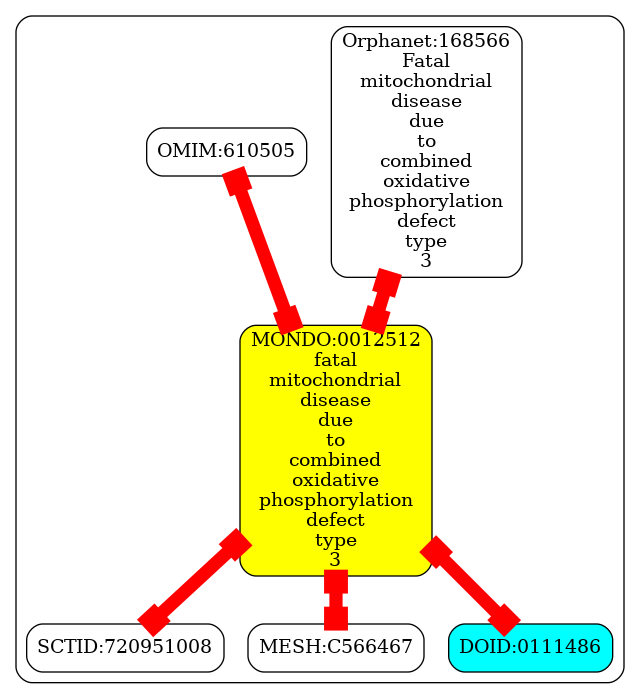 Orphanet:168566
Fatal
mitochondrial
disease
due
to
combined
oxidative
phosphorylation
defect
type
3
OMIM:610505
MONDO:0012512
fatal
mitochondrial
disease
due
to
combined
oxidative
phosphorylation
defect
type
3
SCTID:720951008
MESH:C566467
DOID:0111486